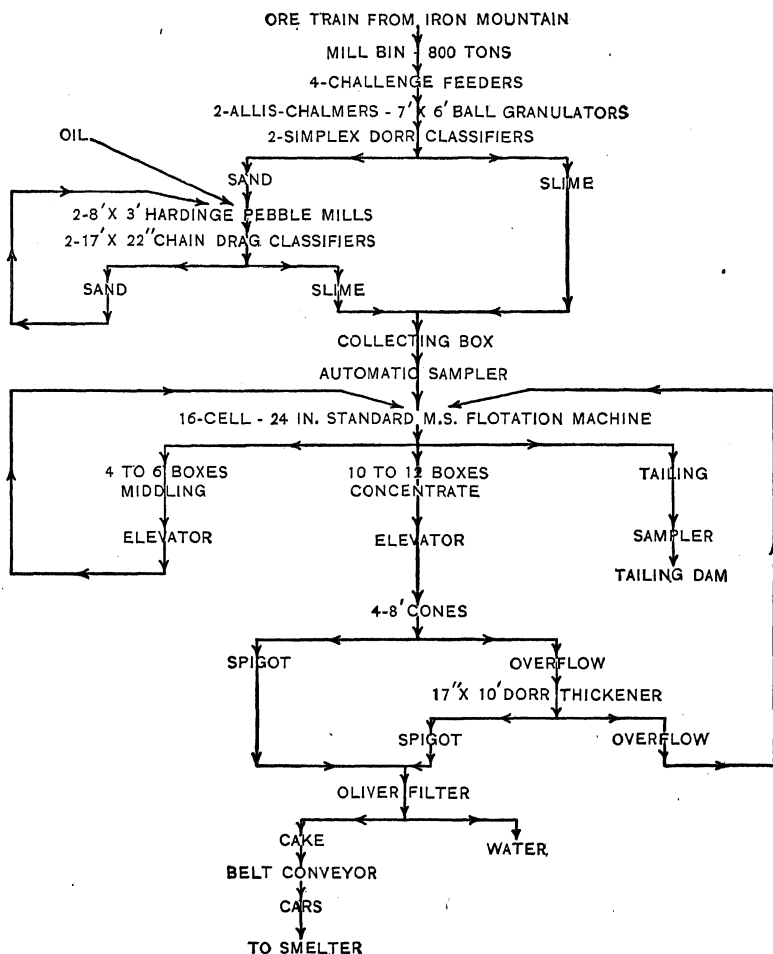 ORE TRAIN FROM IRON MOUNTAIN
MILL BIN - 800 TONS
4-CHALLENGE FEEDERS
2-ALLIS-CHALMERS - 7' X 6' BALL GRANULATORS
2-SIMPLEX DORR CLASSIFIERS
OIL
SAND
SLIME
2-8' X 3' HARDINGE PEBBLE MILLS
2-17' X 22" CHAIN DRAG CLASSIFIERS
SAND
SLIME
COLLECTING BOX
AUTOMATIC SAMPLER
16-CELL - 24 IN. STANDARD M.S. FLOTATION MACHINE
4 TO 6 BOXES
MIDDLING
10 TO 12 BOXES
CONCENTRATE
TAILING
ELEVATOR
ELEVATOR
SAMPLER
TAILING DAM
4-8' CONES
SPIGOT
OVERFLOW
17" X 10' DORR THICKENER
SPIGOT
OVERFLOW
OLIVER FILTER
CAKE
WATER
BELT CONVEYOR
CARS
TO SMELTER